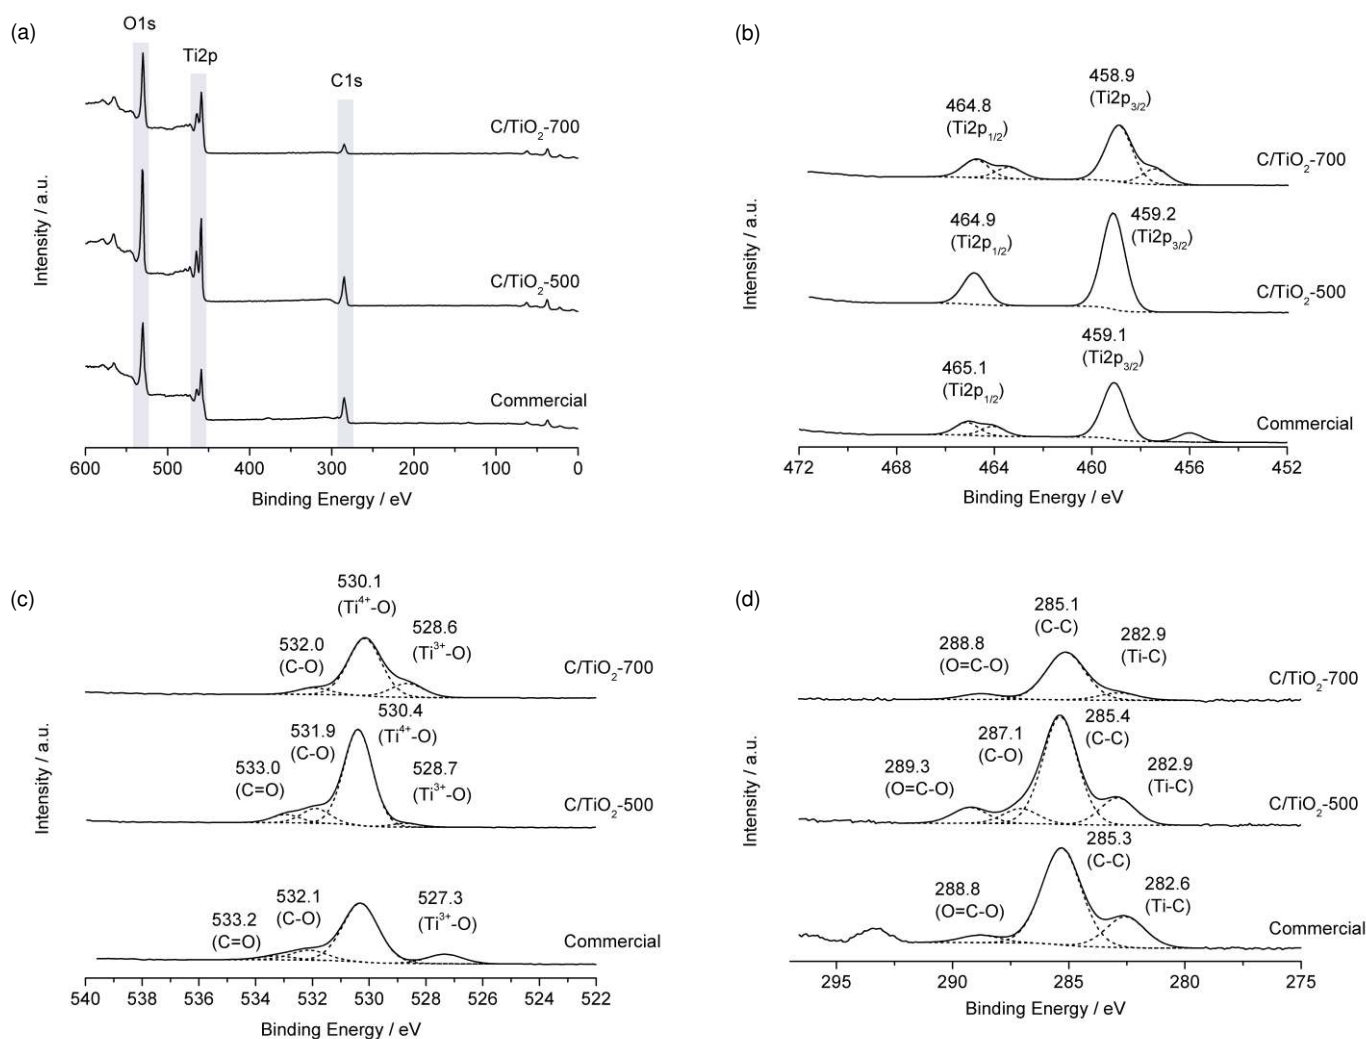 (a)
O1s
Ti2p
C1s
C/TiO2-700
C/TiO2-500
Commercial
Intensity / a.u.
600 500 400 300 200 100 0
Binding Energy / eV
(b)
458.9
(Ti2p3/2)
464.8
(Ti2p1/2)
C/TiO2-700
464.9
(Ti2p1/2)
459.2
(Ti2p3/2)
C/TiO2-500
459.1
(Ti2p3/2)
465.1
(Ti2p1/2)
Commercial
Intensity / a.u.
472 468 464 460 456 452
Binding Energy / eV
(c)
530.1
(Ti4+-O)
532.0
(C-O)
528.6
(Ti3+-O)
C/TiO2-700
530.4
(Ti4+-O)
531.9
(C-O)
533.0
(C=O)
528.7
(Ti3+-O)
C/TiO2-500
532.1
(C-O)
533.2
(C=O)
527.3
(Ti3+-O)
Commercial
Intensity / a.u.
540 538 536 534 532 530 528 526 524 522
Binding Energy / eV
(d)
285.1
(C-C)
288.8
(O=C-O)
282.9
(Ti-C)
C/TiO2-700
285.4
(C-C)
287.1
(C-O)
289.3
(O=C-O)
282.9
(Ti-C)
C/TiO2-500
285.3
(C-C)
288.8
(O=C-O)
282.6
(Ti-C)
Commercial
Intensity / a.u.
295 290 285 280 275
Binding Energy / eV